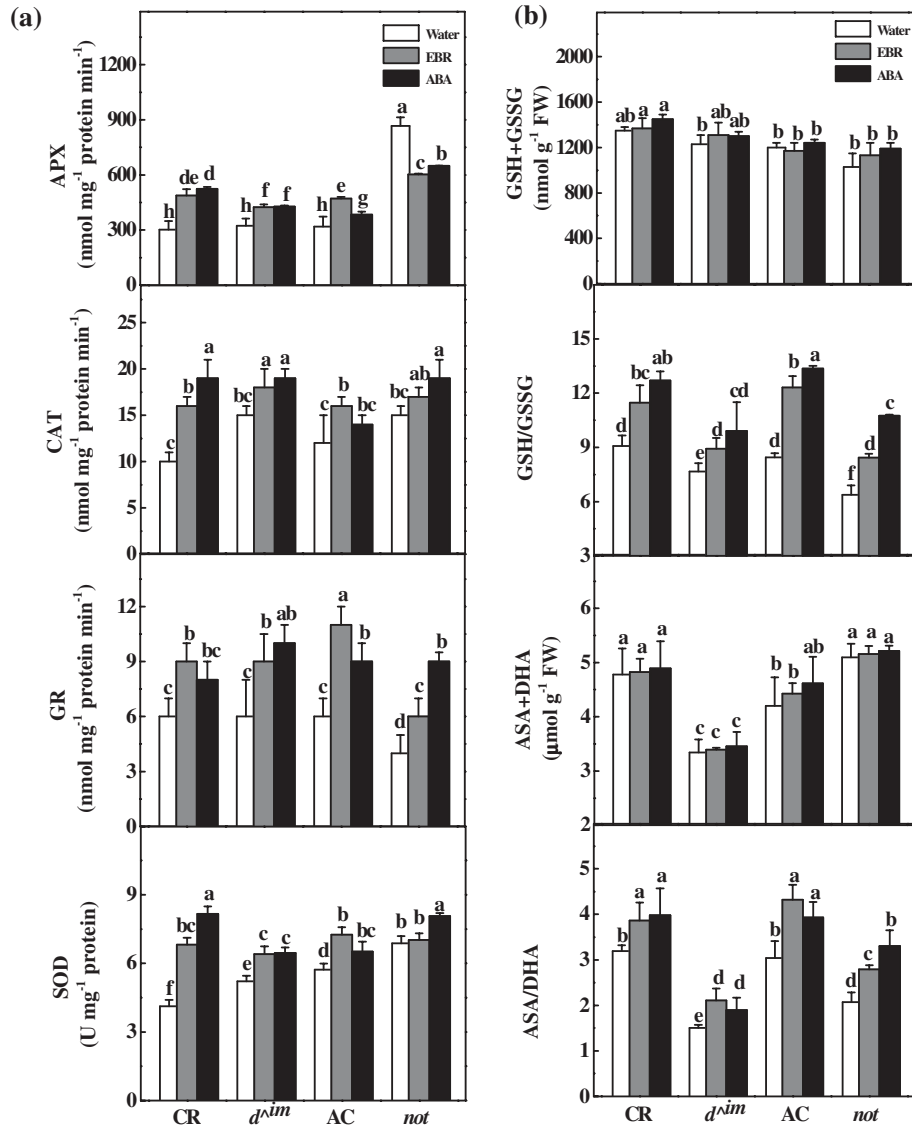 (a)
Water
EBR
ABA
APX
(nmol mg-1 protein min-1)
1200
900
600
300
0
h de d h f f h e g a c b
CAT
(nmol mg-1 protein min-1)
25
20
15
10
5
0
c b a bc a a c b bc bc ab a
GR
(nmol mg-1 protein min-1)
12
9
6
3
0
c b bc c b ab c a b d c b
SOD
(U mg-1 protein)
9
6
3
0
f bc a e c c d b c b b a
CR d^im AC not
(b)
Water
EBR
ABA
GSH+GSSG
(nmol g-1 FW)
2200
1800
1400
1200
800
400
0
ab a a b ab ab b b b b b b
GSH/GSSG
15
12
9
6
3
d bc ab e d cd d b a f d c
ASA+DHA
(μmol g-1 FW)
6
5
4
3
2
a a a c c c b b ab a a a
ASA/DHA
5
4
3
2
1
0
b a a e d d b a a d c b
CR d^im AC not